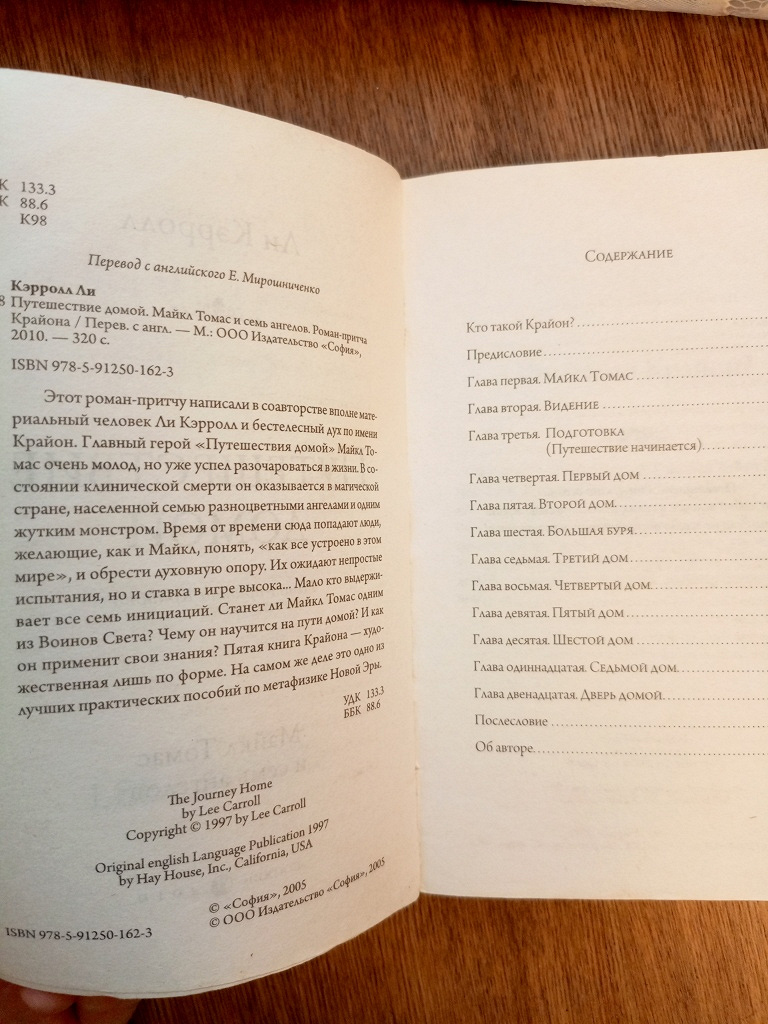 К 133.3
К 88.6
К98
Перевод с английского Е. Мирошниченко
Кэрролл Ли
8 Путешествие домой. Майкл Томас и семь ангелов. Роман-притча
Крайона / Перев. с англ. — М.: ООО Издательство «София»,
2010. — 320 с.
ISBN 978-5-91250-162-3
Этот роман-притчу написали в соавторстве вполне мате-
риальный человек Ли Кэрролл и бестелесный дух по имени
Крайон. Главный герой «Путешествия домой» Майкл То-
мас очень молод, но уже успел разочароваться в жизни. В со-
стоянии клинической смерти он оказывается в магической
стране, населенной семью разноцветными ангелами и одним
жутким монстром. Время от времени сюда попадают люди,
желающие, как и Майкл, понять, «как все устроено в этом
мире», и обрести духовную опору. Их ожидают непростые
испытания, но и ставка в игре высока... Мало кто выдержи-
вает все семь инициаций. Станет ли Майкл Томас одним
из Воинов Света? Чему он научится на пути домой? И как
он применит свои знания? Пятая книга Крайона — худо-
жественная лишь по форме. На самом же деле это одно из
лучших практических пособий по метафизике Новой Эры.
УДК 133.3
ББК 88.6
The Journey Home
by Lee Carroll
Copyright © 1997 by Lee Carroll
Original english Language Publication 1997
by Hay House, Inc., California, USA
© «София», 2005
© ООО Издательство «София», 2005
ISBN 978-5-91250-162-3
Содержание
Кто такой Крайон?
Предисловие
Глава первая. Майкл Томас
Глава вторая. Видение
Глава третья. Подготовка
(Путешествие начинается)
Глава четвертая. Первый дом
Глава пятая. Второй дом
Глава шестая. Большая буря
Глава седьмая. Третий дом
Глава восьмая. Четвертый дом
Глава девятая. Пятый дом
Глава десятая. Шестой дом
Глава одиннадцатая. Седьмой дом
Глава двенадцатая. Дверь домой
Послесловие
Об авторе